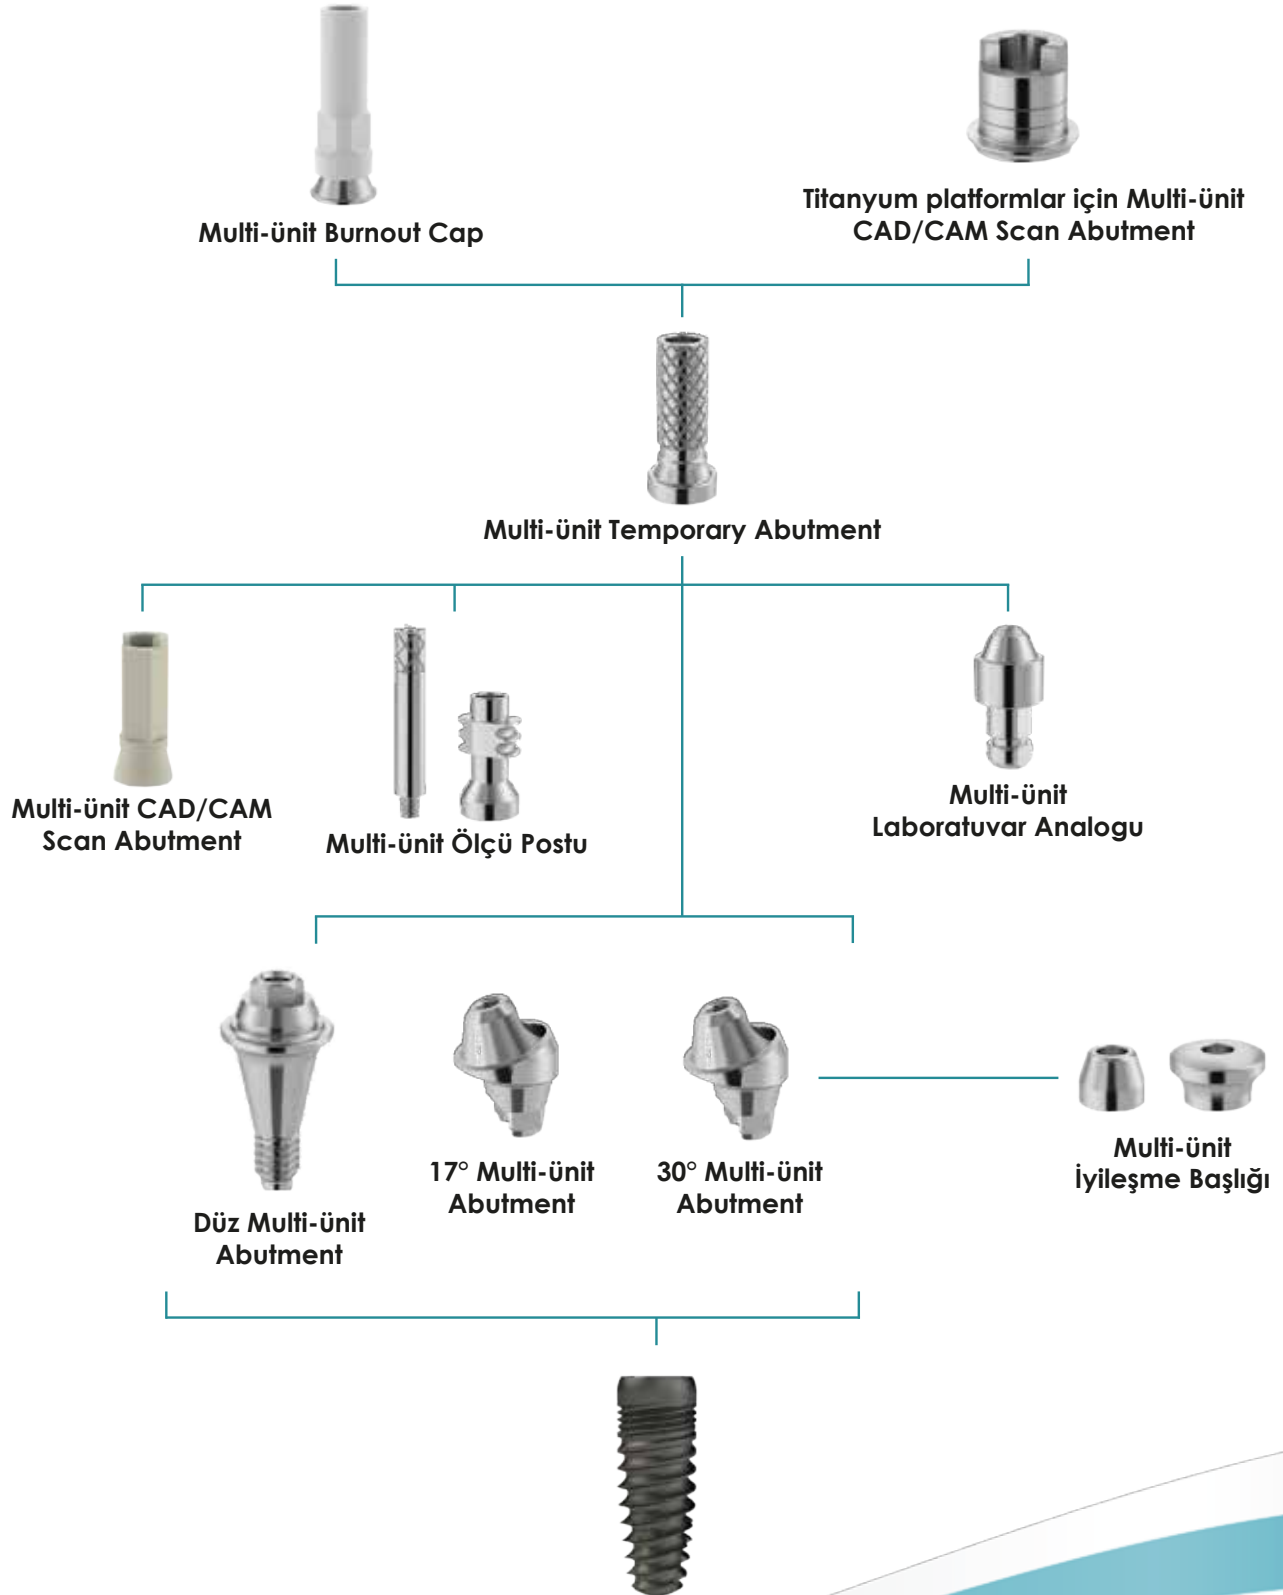 Multi-ünit Burnout Cap
Titanyum platformlar için Multi-ünit
CAD/CAM Scan Abutment
Multi-ünit Temporary Abutment
Multi-ünit CAD/CAM
Scan Abutment
Multi-ünit Ölçü Postu
Multi-ünit
Laboratuvar Analogu
Düz Multi-ünit
Abutment
17° Multi-ünit
Abutment
30° Multi-ünit
Abutment
Multi-ünit
İyileşme Başlığı